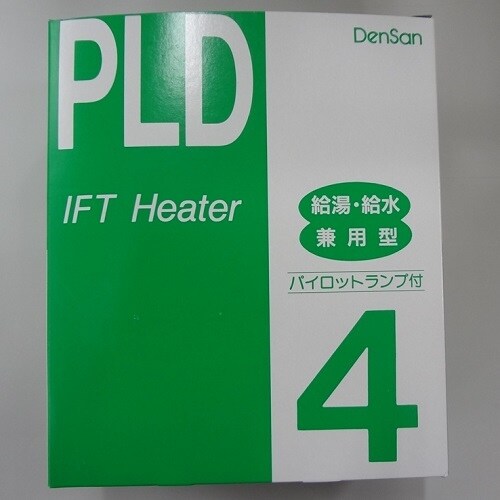 PLD
DenSan
IFT Heater
給湯・給水
兼用型
パイロットランプ付
4